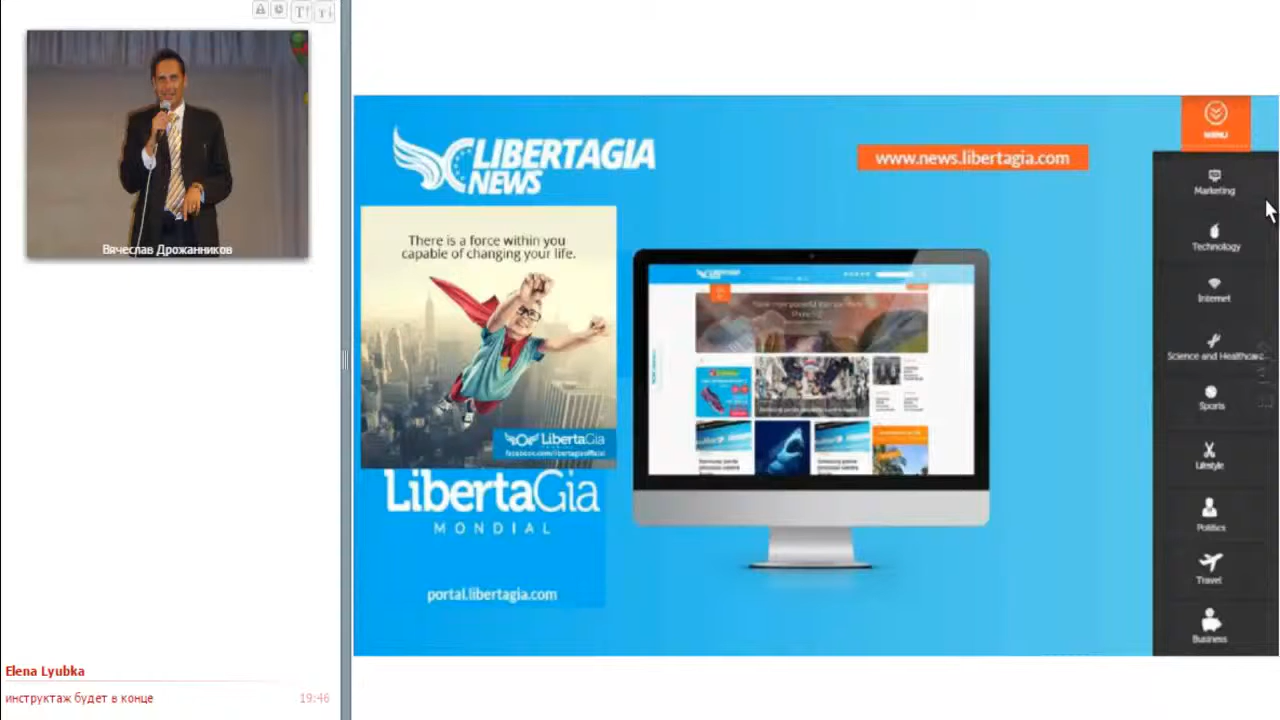 Вячеслав Дрожанников
Elena Lyubka
инструктаж будет в конце
19:46
LIBERTAGIA
NEWS
www.news.libertagia.com
MENU
There is a force within you
capable of changing your life.
LibertaGia
facebook.com/libertagiaofficial
LibertaGia
MONDIAL
portal.libertagia.com
Marketing
Technology
Internet
Science and Healthcare
Sports
Lifestyle
Politics
Travel
Business